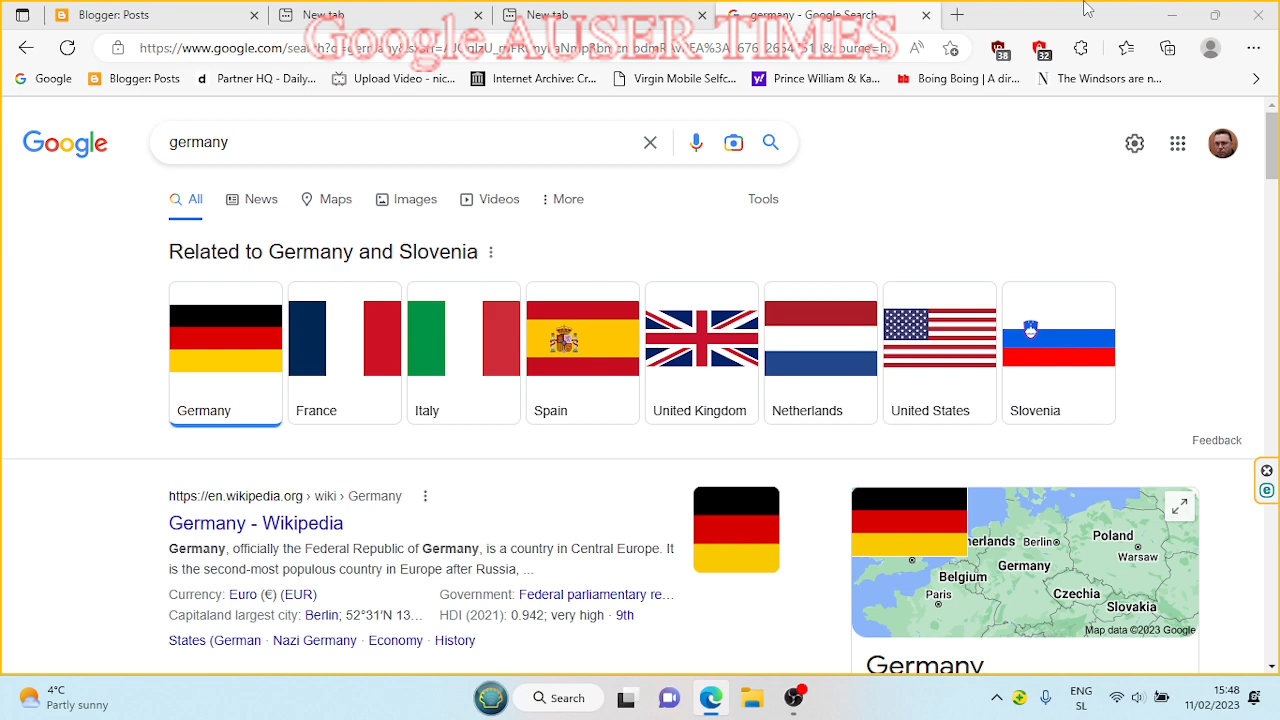 Blogger: Posts
New tab
New tab
germany - Google Search
Google AUSER TIMES
Google
Blogger: Posts
Partner HQ - Daily...
Upload Video - nic...
Internet Archive: Cr...
Virgin Mobile Selfc...
Prince William & Ka...
Boing Boing | A dir...
The Windsors are n...
38
32
Google
germany
All
News
Maps
Images
Videos
More
Tools
Related to Germany and Slovenia
Germany
France
Italy
Spain
United Kingdom
Netherlands
United States
Slovenia
Feedback
https://en.wikipedia.org › wiki › Germany
Germany - Wikipedia
Germany, officially the Federal Republic of Germany, is a country in Central Europe. It
is the second-most populous country in Europe after Russia, ...
Currency: Euro (€) (EUR)
Government: Federal parliamentary re...
Capitaland largest city: Berlin; 52°31′N 13...
HDI (2021): 0.942; very high · 9th
States (German · Nazi Germany · Economy · History
herlands
Berlin
Poland
Warsaw
Germany
Belgium
Paris
Czechia
Slovakia
Map data ©2023 Google
Germany
4°C
Partly sunny
Search
ENG
SL
15:48
11/02/2023